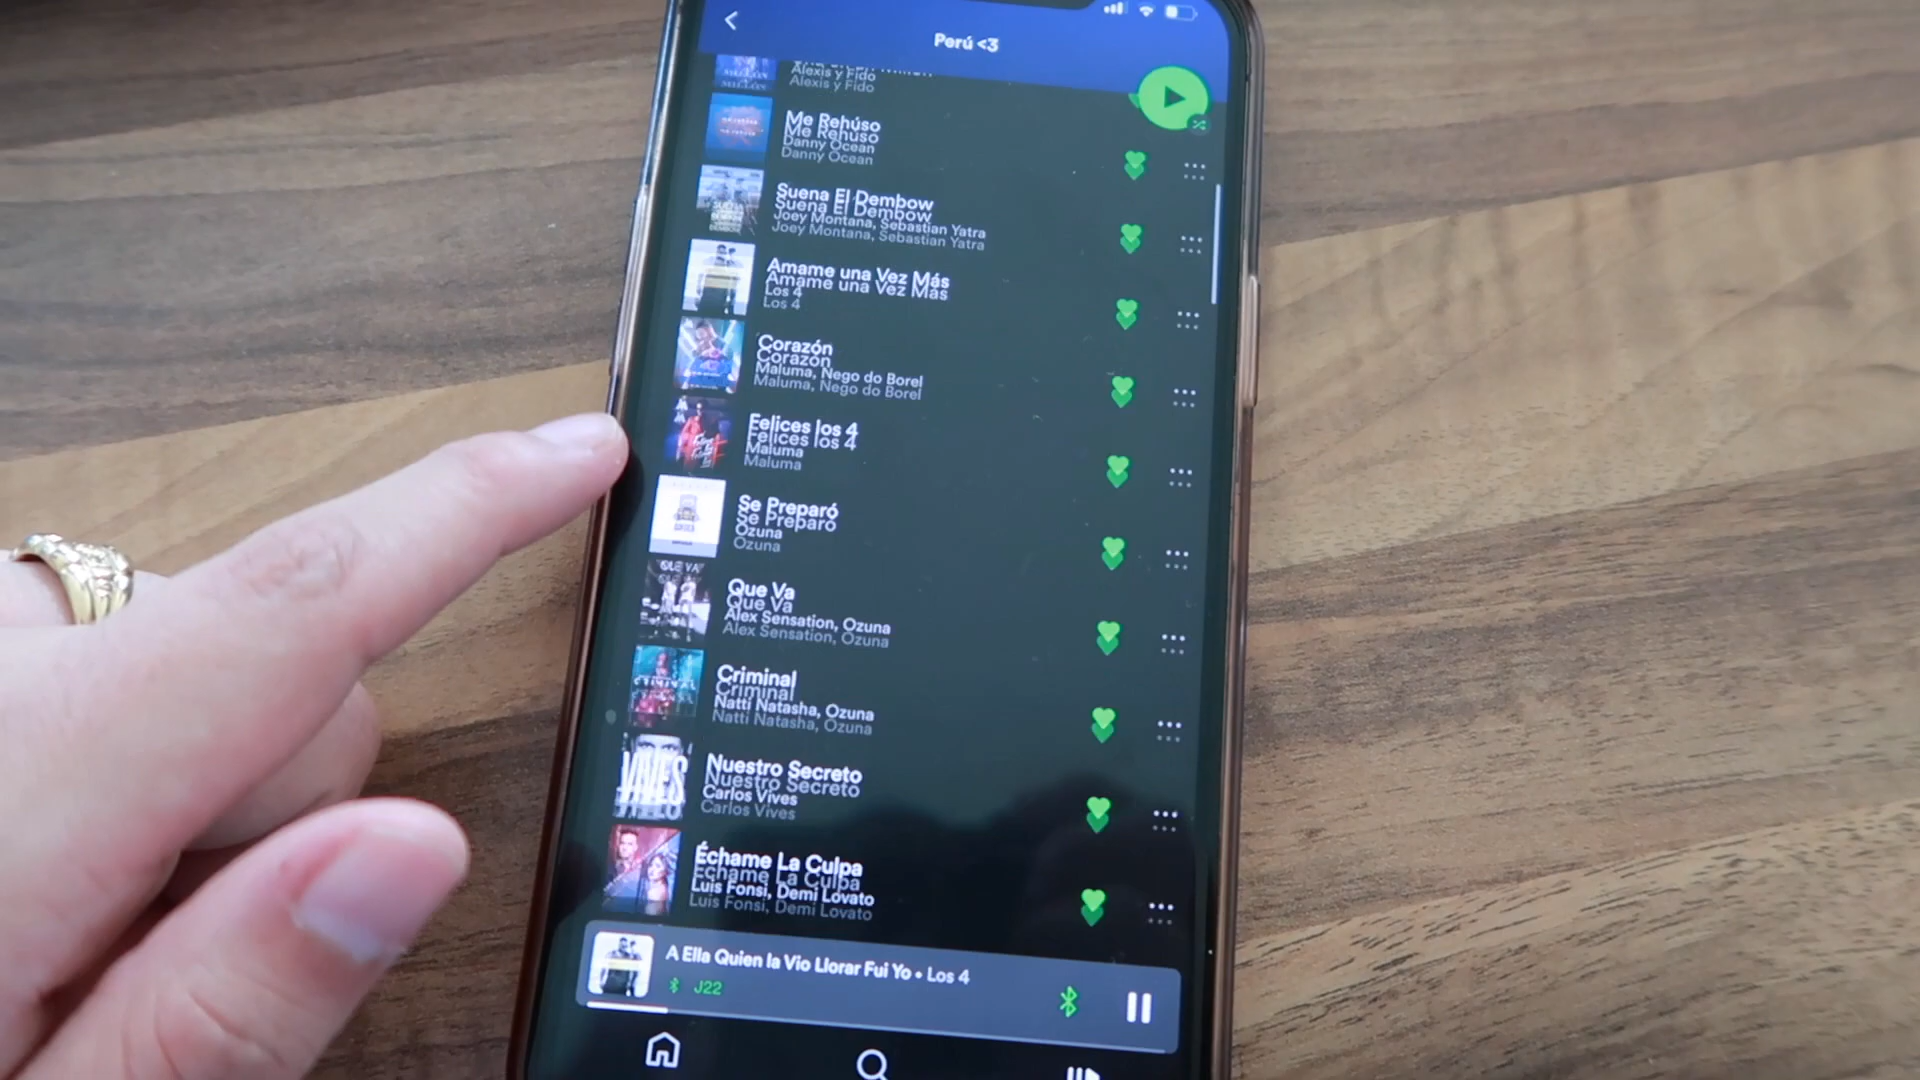 Perú <3
Alexis y Fido
Me Rehúso
Danny Ocean
Suena El Dembow
Joey Montana, Sebastian Yatra
Amame una Vez Más
Los 4
Corazón
Maluma, Nego do Borel
Felices los 4
Maluma
Se Preparó
Ozuna
Que Va
Alex Sensation, Ozuna
Criminal
Natti Natasha, Ozuna
VIVES
Nuestro Secreto
Carlos Vives
Échame La Culpa
Luis Fonsi, Demi Lovato
A Ella Quien la Vio Llorar Fui Yo • Los 4
J22